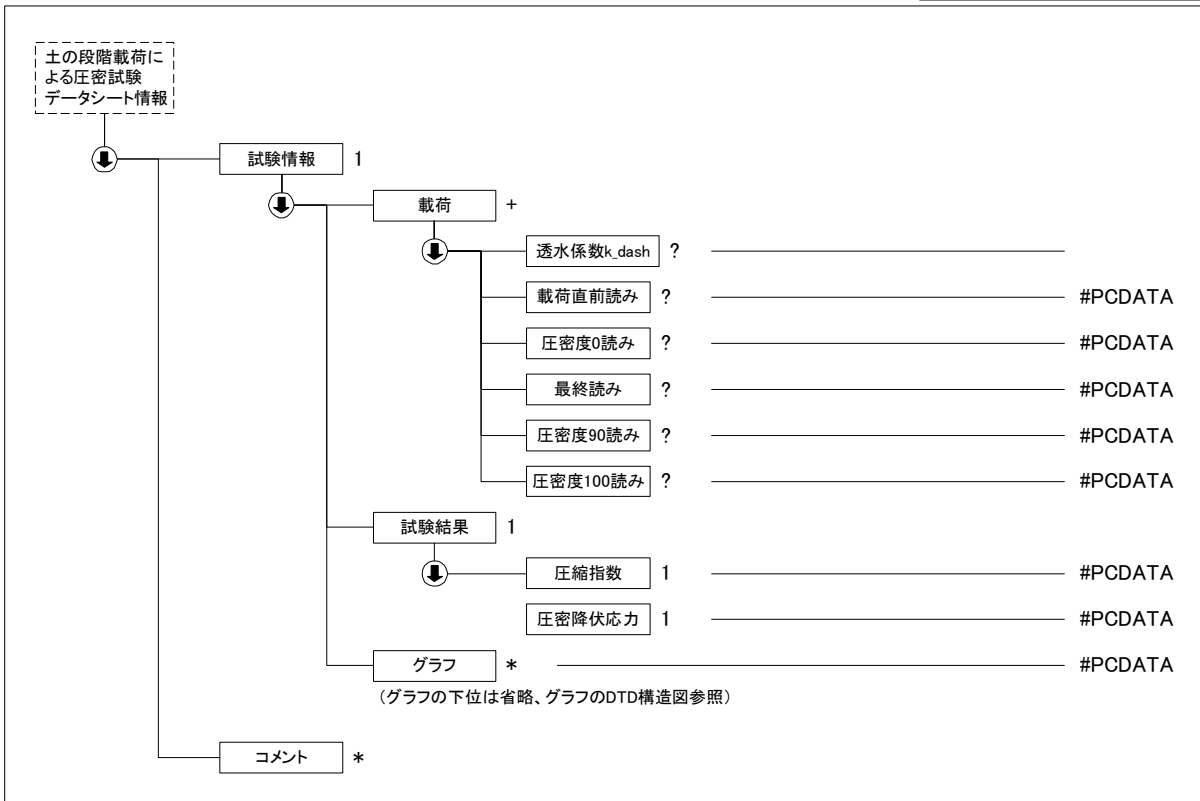 土の段階載荷に
よる圧密試験
データシート情報
試験情報 1
載荷 +
透水係数k_dash ?
載荷直前読み ? #PCDATA
圧密度0読み ? #PCDATA
最終読み ? #PCDATA
圧密度90読み ? #PCDATA
圧密度100読み ? #PCDATA
試験結果 1
圧縮指数 1 #PCDATA
圧密降伏応力 1 #PCDATA
グラフ * #PCDATA
(グラフの下位は省略、グラフのDTD構造図参照)
コメント *